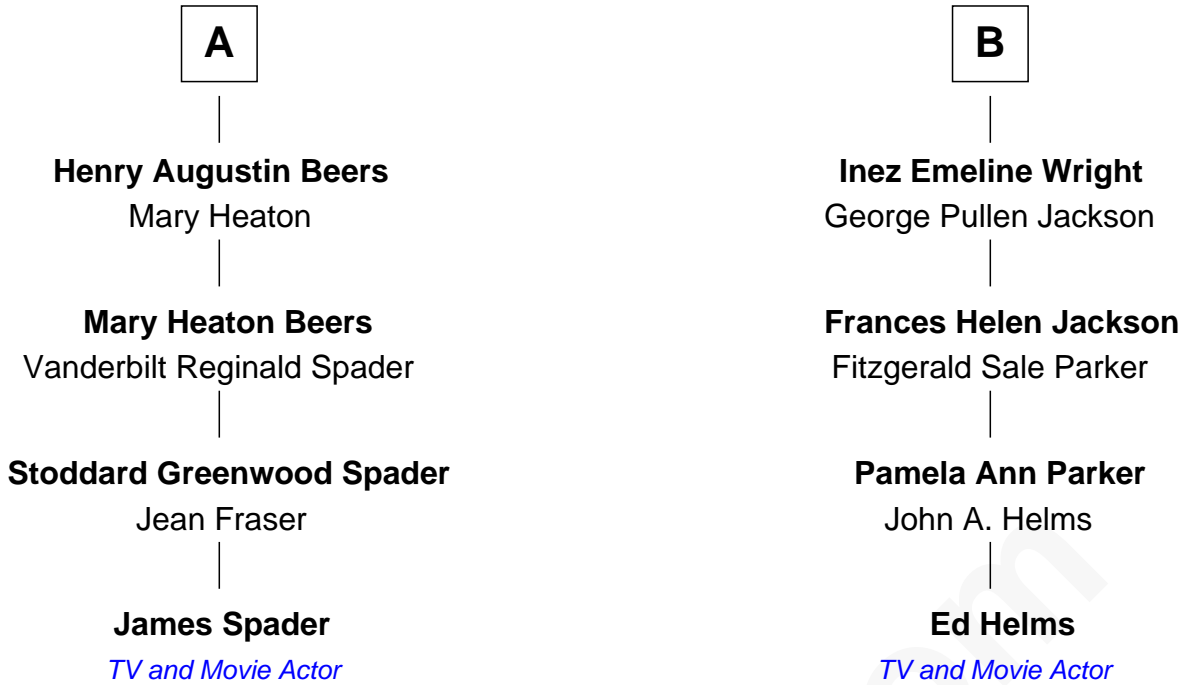 A
Henry Augustin Beers
Mary Heaton
Mary Heaton Beers
Vanderbilt Reginald Spader
Stoddard Greenwood Spader
Jean Fraser
James Spader
TV and Movie Actor
B
Inez Emeline Wright
George Pullen Jackson
Frances Helen Jackson
Fitzgerald Sale Parker
Pamela Ann Parker
John A. Helms
Ed Helms
TV and Movie Actor